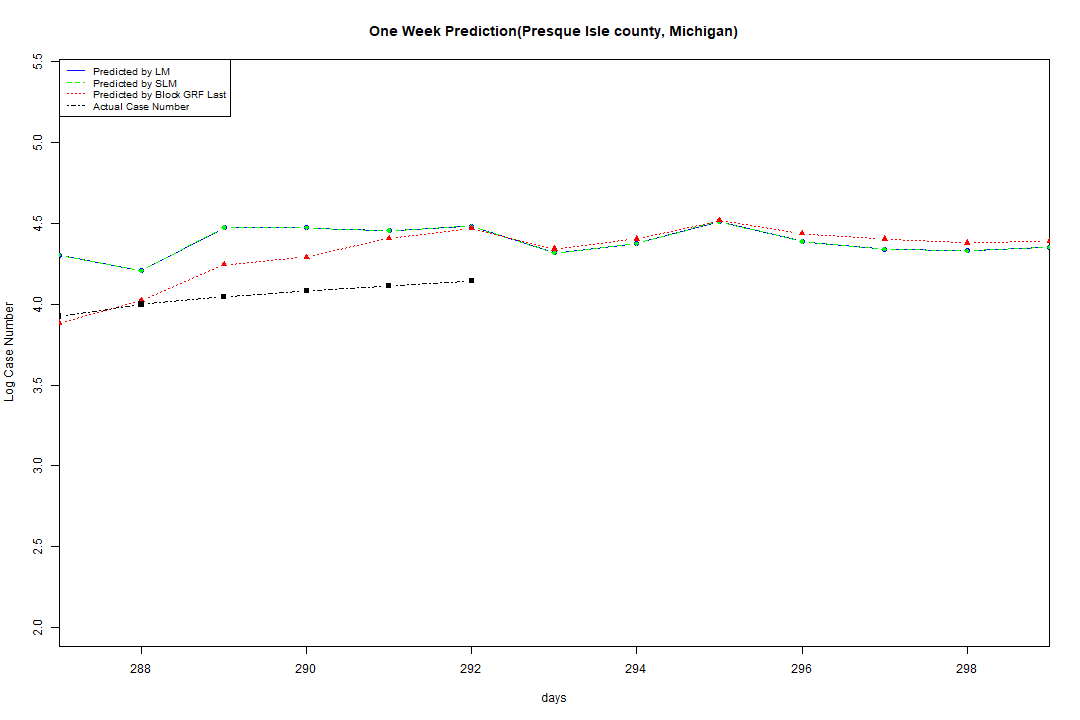 One Week Prediction(Presque Isle county, Michigan)
Predicted by LM
Predicted by SLM
Predicted by Block GRF Last
Actual Case Number
Log Case Number
5.5
5.0
4.5
4.0
3.5
3.0
2.5
2.0
288 290 292 294 296 298
days